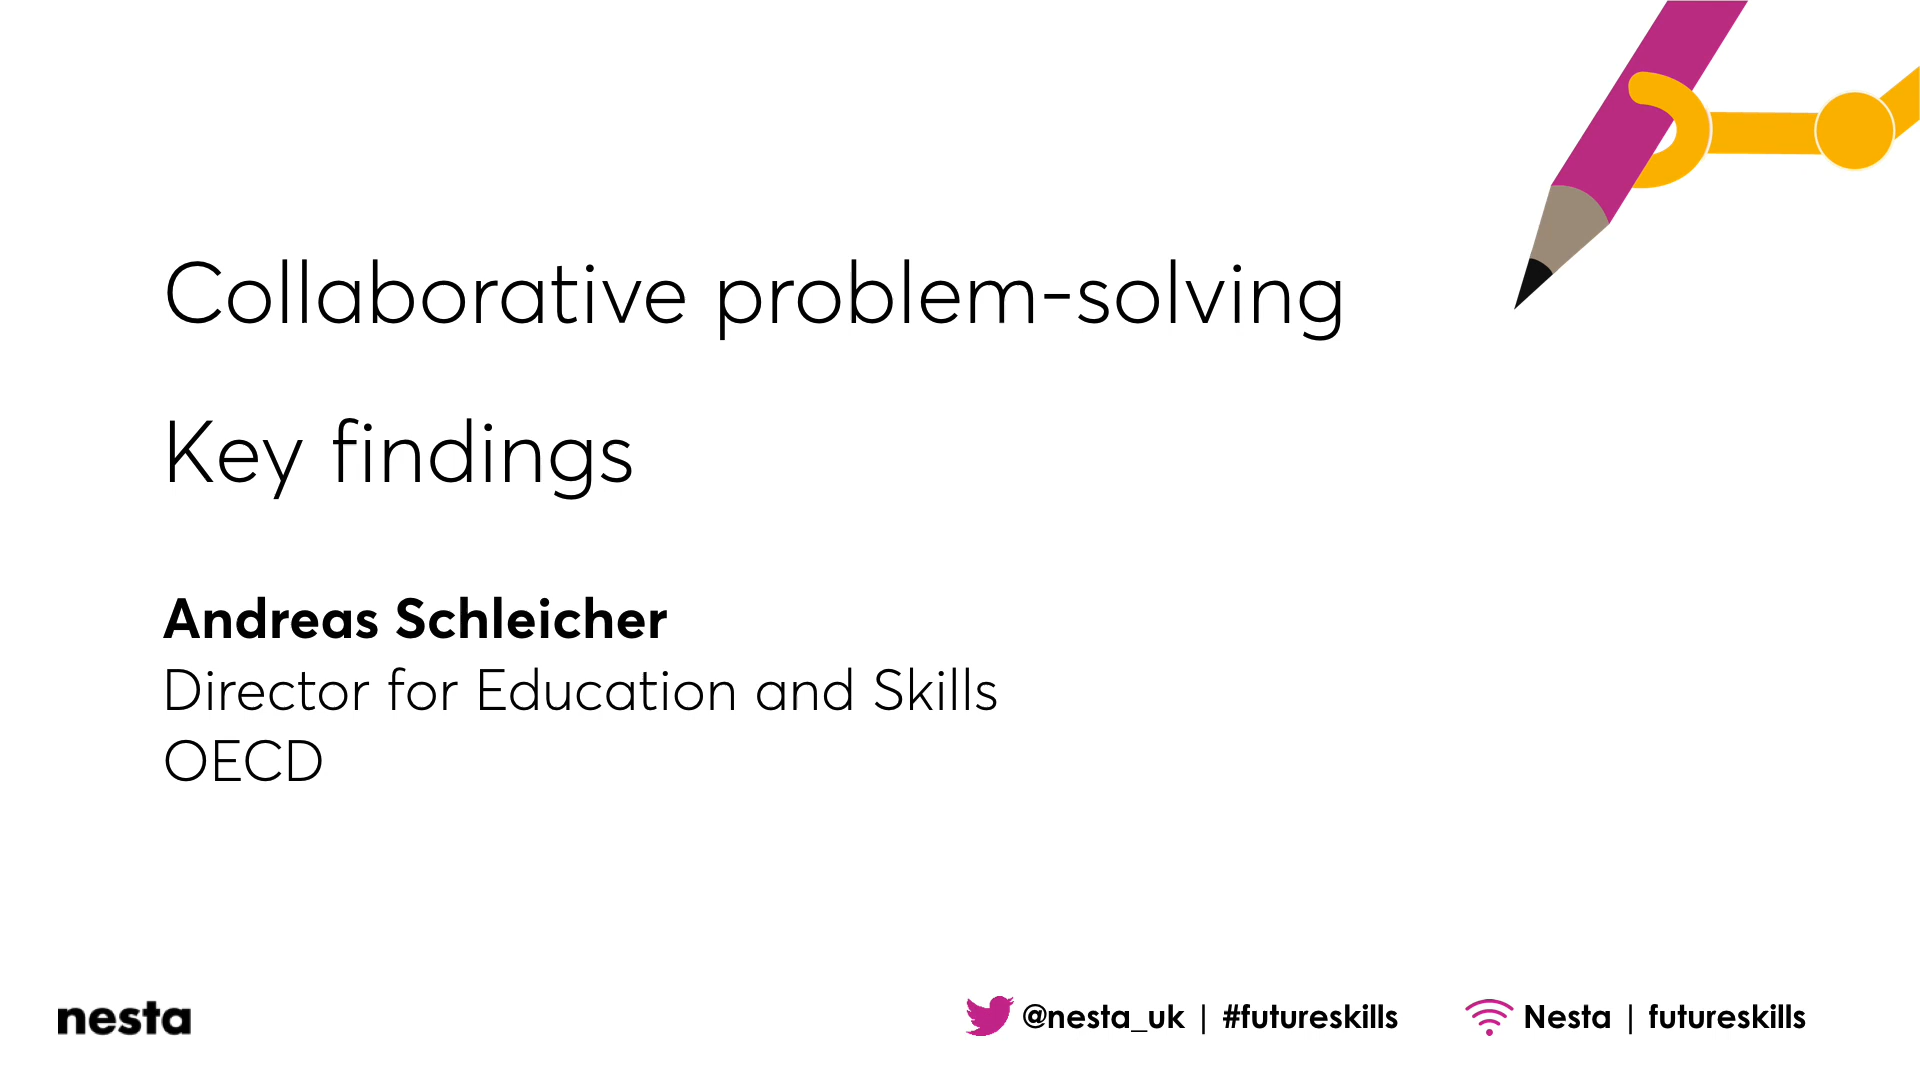 Collaborative problem-solving
Key findings
Andreas Schleicher
Director for Education and Skills
OECD
nesta
@nesta_uk | #futureskills
Nesta | futureskills